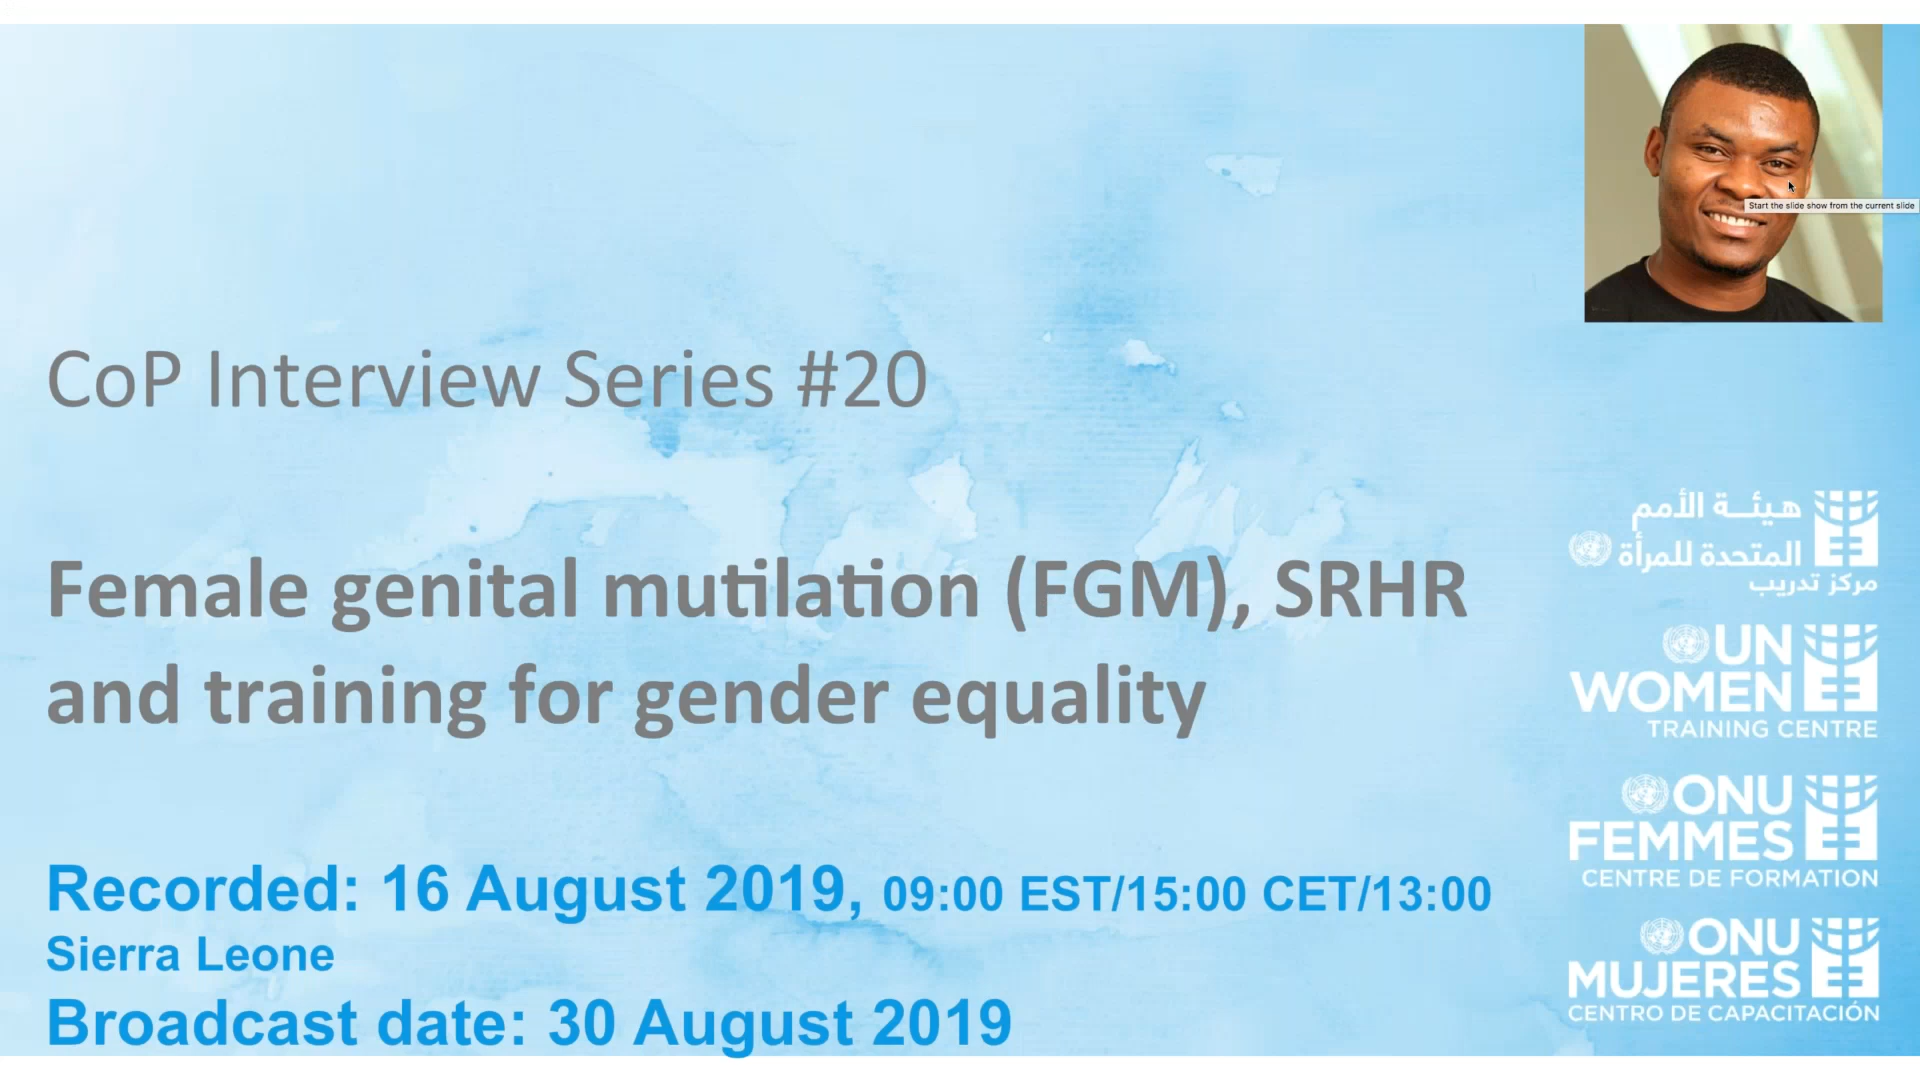 Start the slide show from the current slide
CoP Interview Series #20
Female genital mutilation (FGM), SRHR
and training for gender equality
Recorded: 16 August 2019, 09:00 EST/15:00 CET/13:00
Sierra Leone
Broadcast date: 30 August 2019
هيئــة الأمم
المتحدة للمرأة
مركز تدريب
UN
WOMEN
TRAINING CENTRE
ONU
FEMMES
CENTRE DE FORMATION
ONU
MUJERES
CENTRO DE CAPACITACIÓN